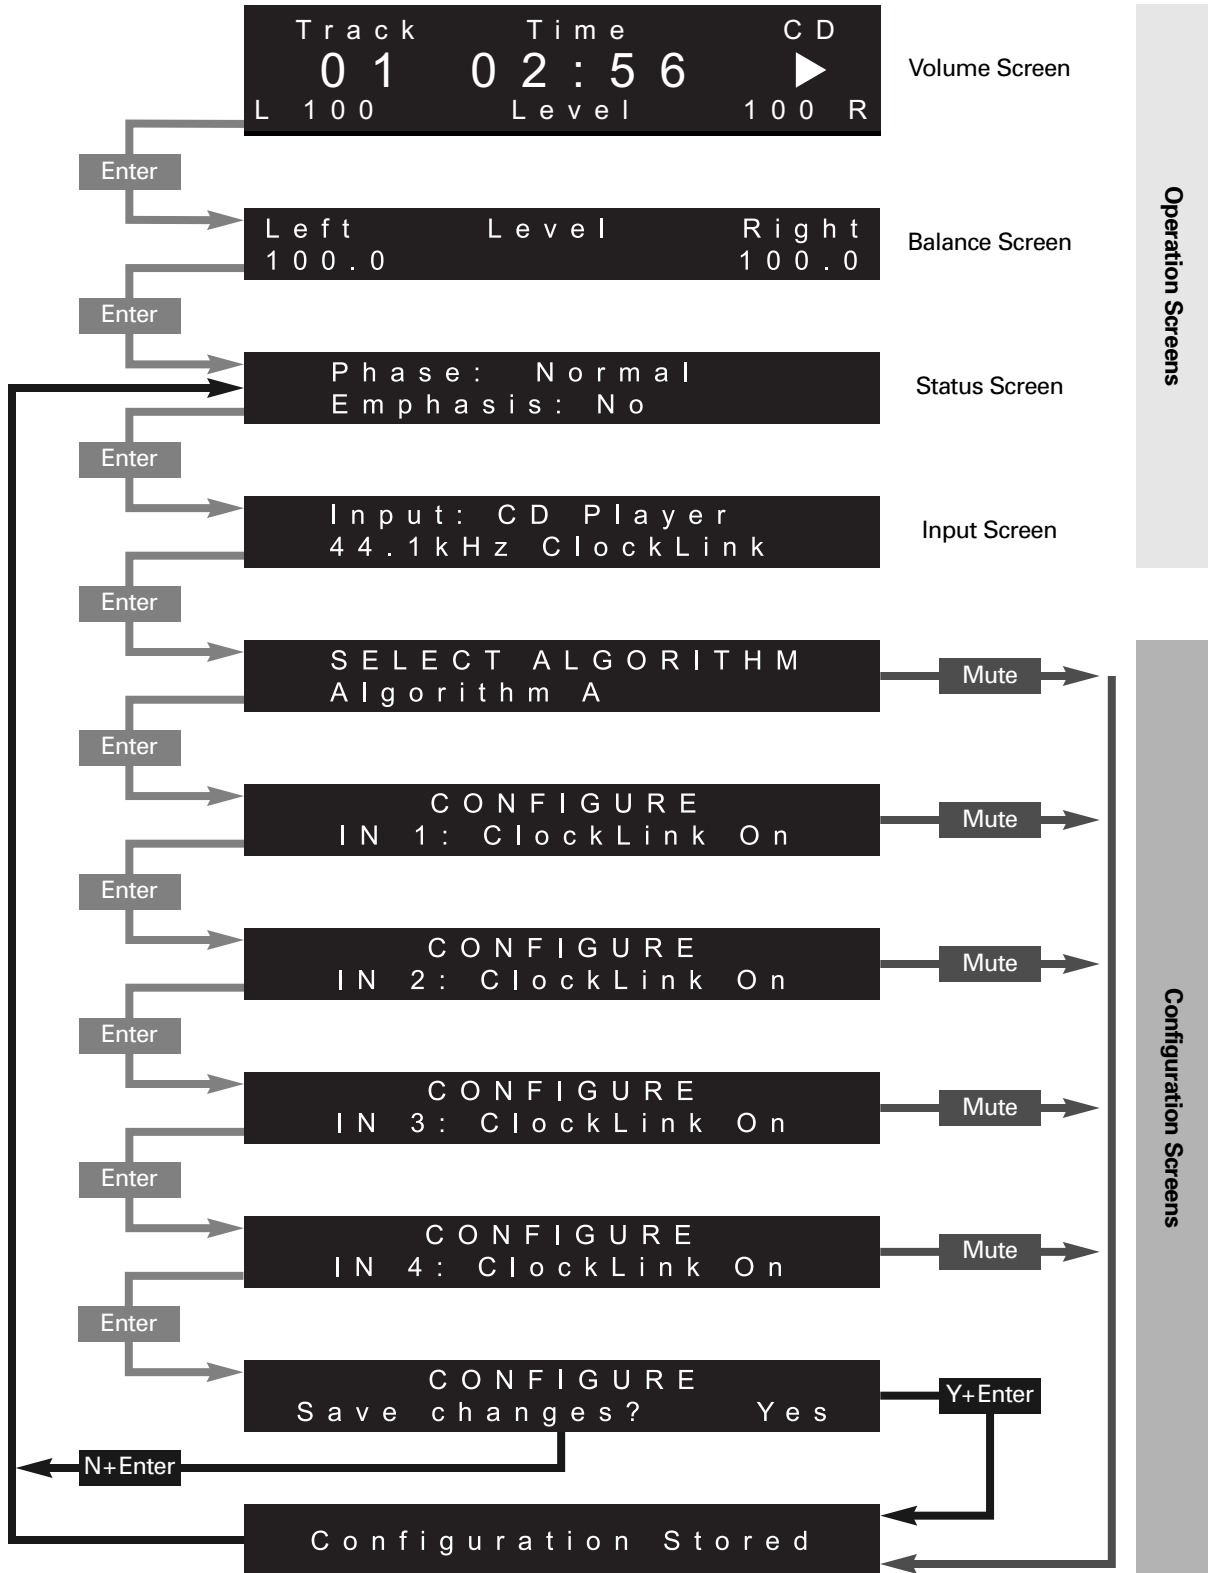 Track Time CD
01 02:56
L 100 Level 100 R
Volume Screen
Enter
Left Level Right
100.0 100.0
Balance Screen
Enter
Phase: Normal
Emphasis: No
Status Screen
Enter
Input: CD Player
44.1kHz ClockLink
Input Screen
Operation Screens
Enter
SELECT ALGORITHM
Algorithm A
Mute
Enter
CONFIGURE
IN 1: ClockLink On
Mute
Enter
CONFIGURE
IN 2: ClockLink On
Mute
Enter
CONFIGURE
IN 3: ClockLink On
Mute
Enter
CONFIGURE
IN 4: ClockLink On
Mute
Enter
CONFIGURE
Save changes? Yes
Y+Enter
N+Enter
Configuration Stored
Configuration Screens